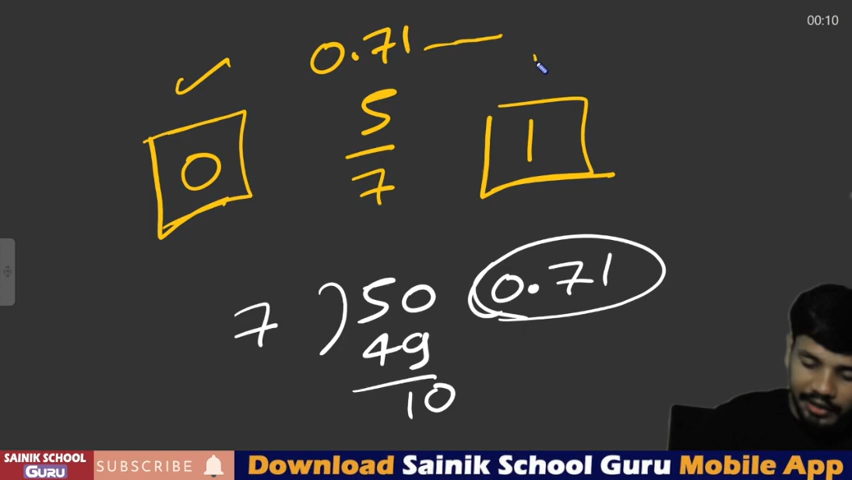 00:10
0.71
0 5 1
7
7 ) 50 0.71
49
10
SAINIK SCHOOL
GURU
SUBSCRIBE
Download Sainik School Guru Mobile App